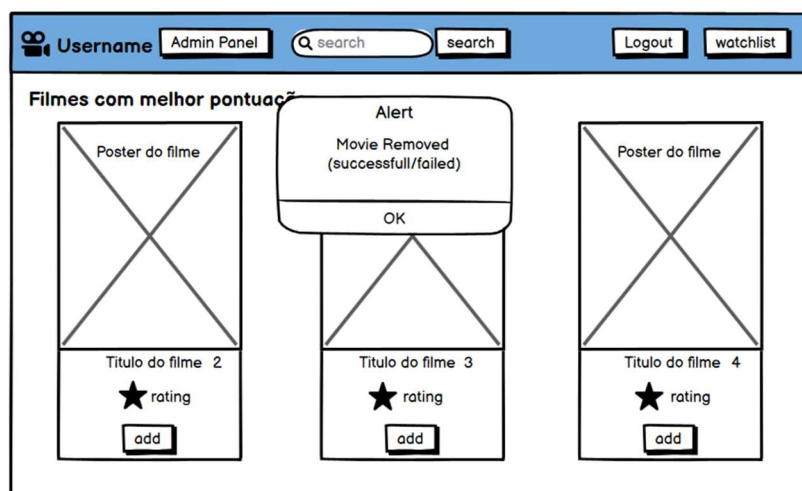 Username Admin Panel search search Logout watchlist
Filmes com melhor pontuação
Alert
Movie Removed
(successfull/failed)
OK
Poster do filme
Poster do filme
Titulo do filme 2
rating
add
Titulo do filme 3
rating
add
Titulo do filme 4
rating
add